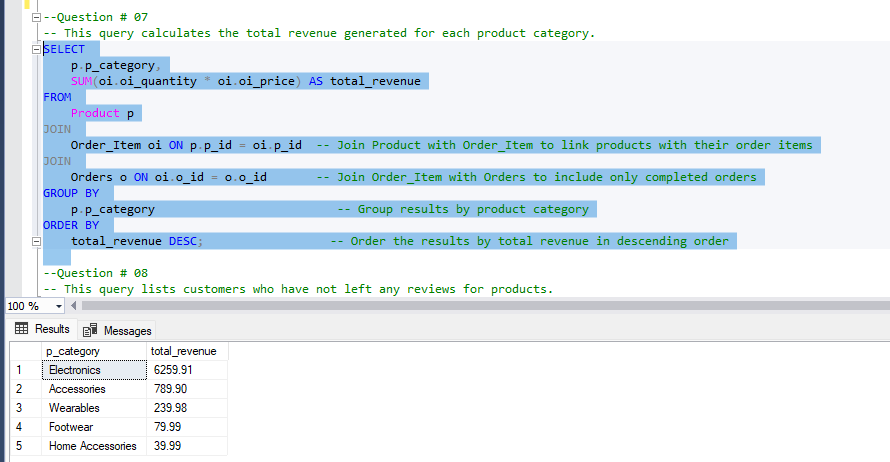 --Question # 07
-- This query calculates the total revenue generated for each product category.
SELECT
p.p_category,
SUM(oi.oi_quantity * oi.oi_price) AS total_revenue
FROM
Product p
JOIN
Order_Item oi ON p.p_id = oi.p_id -- Join Product with Order_Item to link products with their order items
JOIN
Orders o ON oi.o_id = o.o_id -- Join Order_Item with Orders to include only completed orders
GROUP BY
p.p_category -- Group results by product category
ORDER BY
total_revenue DESC; -- Order the results by total revenue in descending order
--Question # 08
-- This query lists customers who have not left any reviews for products.
100 %
Results Messages
p_category total_revenue
1 Electronics 6259.91
2 Accessories 789.90
3 Wearables 239.98
4 Footwear 79.99
5 Home Accessories 39.99